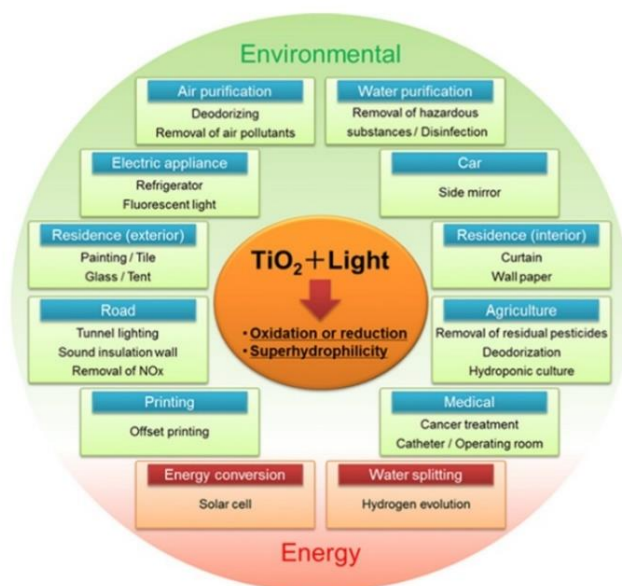 Environmental
Air purification
Deodorizing
Removal of air pollutants
Water purification
Removal of hazardous
substances / Disinfection
Electric appliance
Refrigerator
Fluorescent light
Car
Side mirror
Residence (exterior)
Painting / Tile
Glass / Tent
TiO₂+Light
• Oxidation or reduction
• Superhydrophilicity
Residence (interior)
Curtain
Wall paper
Road
Tunnel lighting
Sound insulation wall
Removal of NOx
Agriculture
Removal of residual pesticides
Deodorization
Hydroponic culture
Printing
Offset printing
Medical
Cancer treatment
Catheter / Operating room
Energy conversion
Solar cell
Water splitting
Hydrogen evolution
Energy